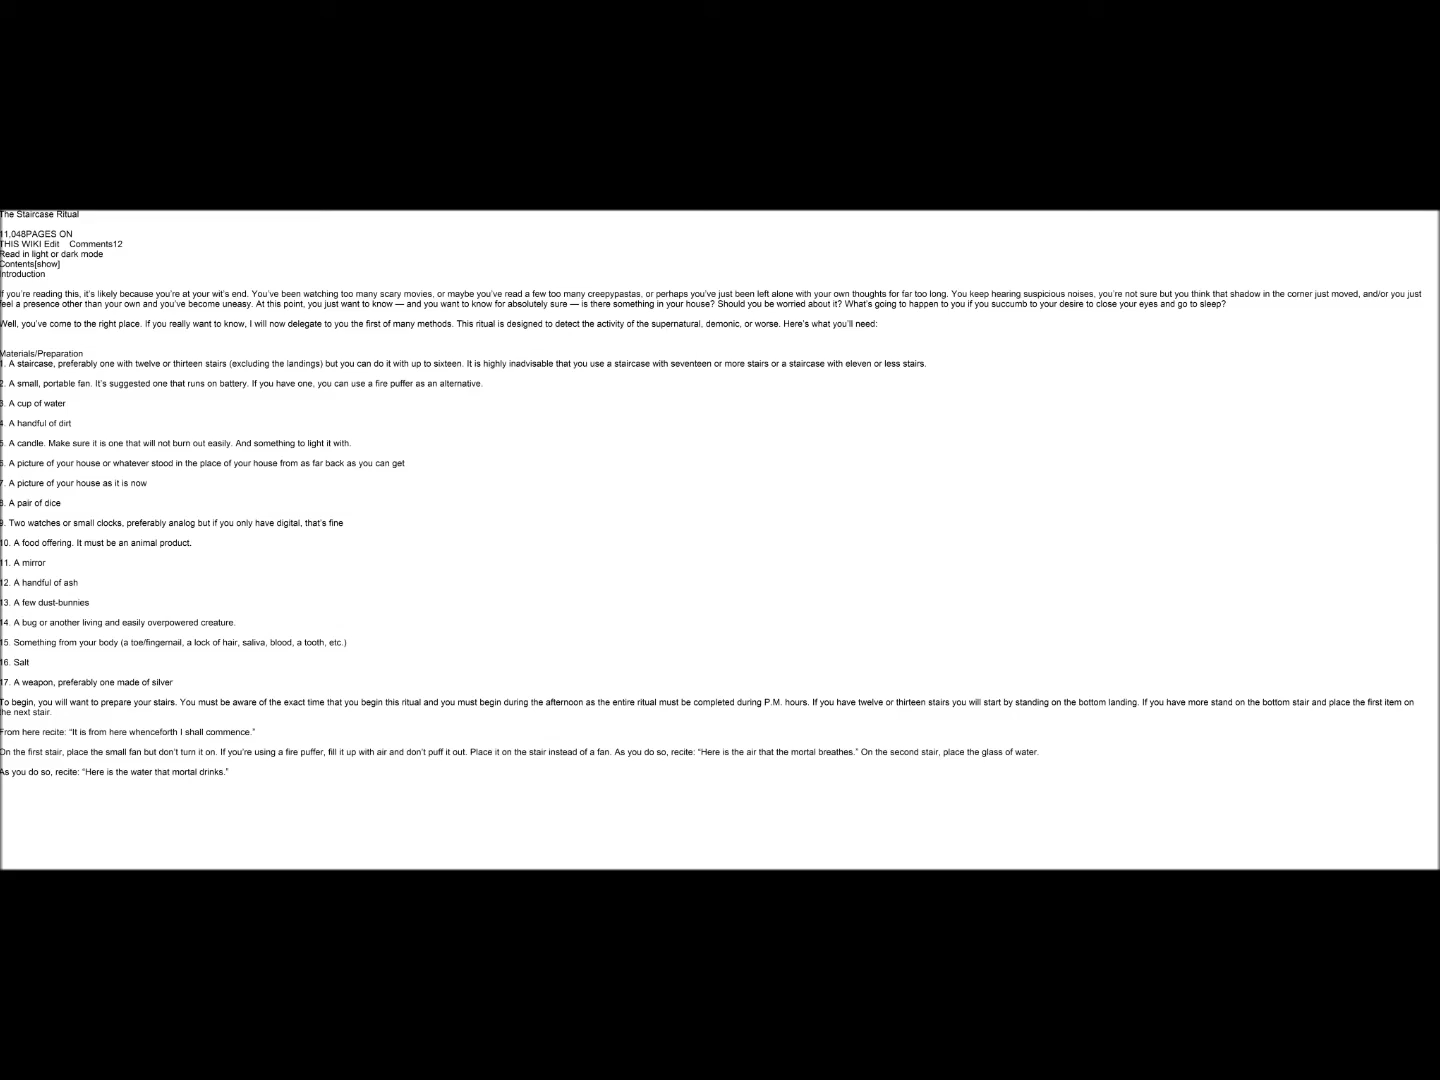 The Staircase Ritual
11,048PAGES ON
THIS WIKI Edit Comments12
Read in light or dark mode
Contents[show]
Introduction
If you're reading this, it's likely because you're at your wit's end. You've been watching too many scary movies, or maybe you've read a few too many creepypastas, or perhaps you've just been left alone with your own thoughts for far too long. You keep hearing suspicious noises, you're not sure but you think that shadow in the corner just moved, and/or you just
feel a presence other than your own and you've become uneasy. At this point, you just want to know — and you want to know for absolutely sure — is there something in your house? Should you be worried about it? What's going to happen to you if you succumb to your desire to close your eyes and go to sleep?
Well, you've come to the right place. If you really want to know, I will now delegate to you the first of many methods. This ritual is designed to detect the activity of the supernatural, demonic, or worse. Here's what you'll need:
Materials/Preparation
1. A staircase, preferably one with twelve or thirteen stairs (excluding the landings) but you can do it with up to sixteen. It is highly inadvisable that you use a staircase with seventeen or more stairs or a staircase with eleven or less stairs.
2. A small, portable fan. It's suggested one that runs on battery. If you have one, you can use a fire puffer as an alternative.
3. A cup of water
4. A handful of dirt
5. A candle. Make sure it is one that will not burn out easily. And something to light it with.
6. A picture of your house or whatever stood in the place of your house from as far back as you can get
7. A picture of your house as it is now
8. A pair of dice
9. Two watches or small clocks, preferably analog but if you only have digital, that's fine
10. A food offering. It must be an animal product.
11. A mirror
12. A handful of ash
13. A few dust-bunnies
14. A bug or another living and easily overpowered creature.
15. Something from your body (a toe/fingernail, a lock of hair, saliva, blood, a tooth, etc.)
16. Salt
17. A weapon, preferably one made of silver
To begin, you will want to prepare your stairs. You must be aware of the exact time that you begin this ritual and you must begin during the afternoon as the entire ritual must be completed during P.M. hours. If you have twelve or thirteen stairs you will start by standing on the bottom landing. If you have more stand on the bottom stair and place the first item on
the next stair.
From here recite: “It is from here whenceforth I shall commence.”
On the first stair, place the small fan but don't turn it on. If you're using a fire puffer, fill it up with air and don't puff it out. Place it on the stair instead of a fan. As you do so, recite: “Here is the air that the mortal breathes.” On the second stair, place the glass of water.
As you do so, recite: “Here is the water that mortal drinks.”